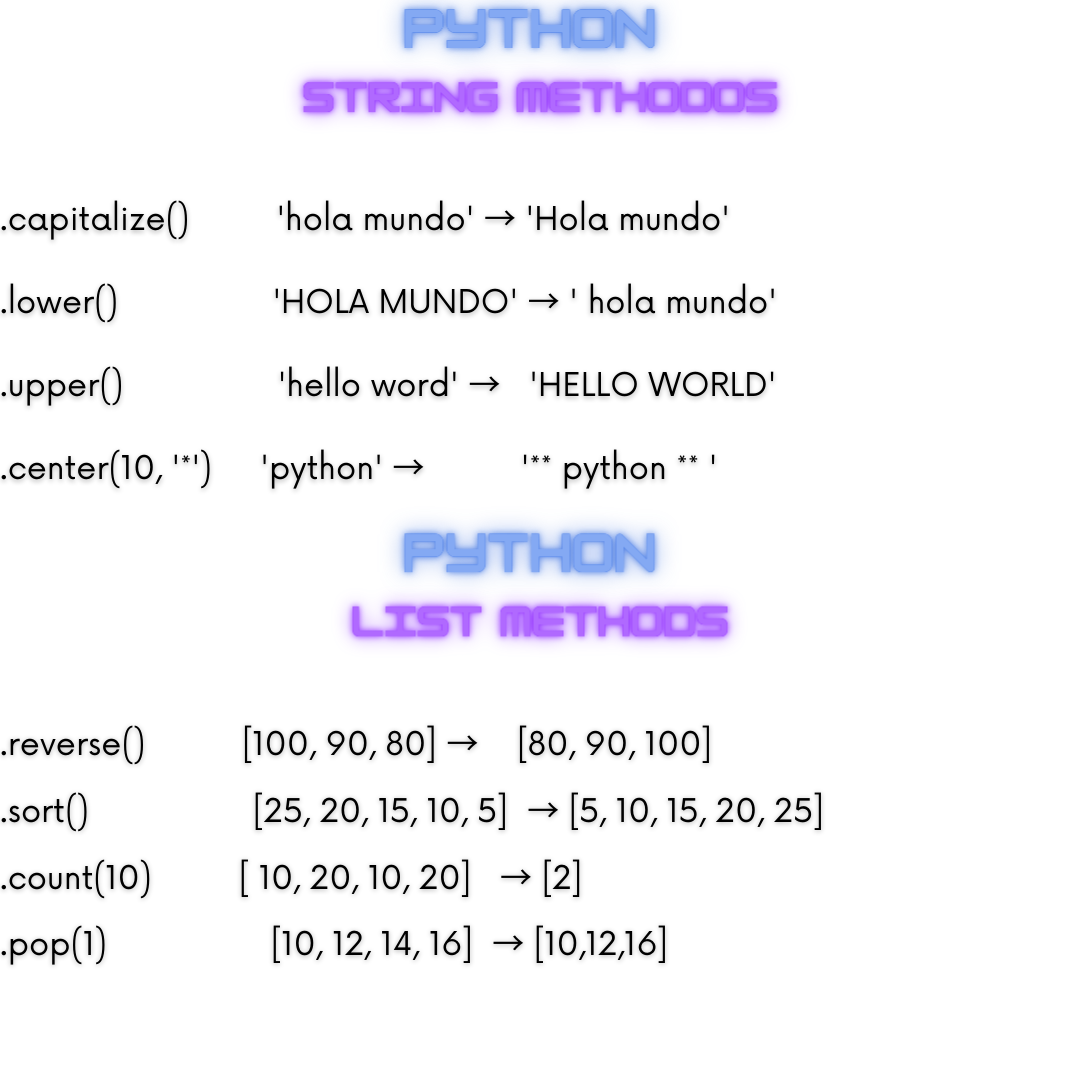 PYTHON
STRING METHODOS
.capitalize() 'hola mundo' → 'Hola mundo'
.lower() 'HOLA MUNDO' → ' hola mundo'
.upper() 'hello word' → 'HELLO WORLD'
.center(10, '*') 'python' → '** python ** '
PYTHON
LIST METHODS
.reverse() [100, 90, 80] → [80, 90, 100]
.sort() [25, 20, 15, 10, 5] → [5, 10, 15, 20, 25]
.count(10) [ 10, 20, 10, 20] → [2]
.pop(1) [10, 12, 14, 16] → [10,12,16]